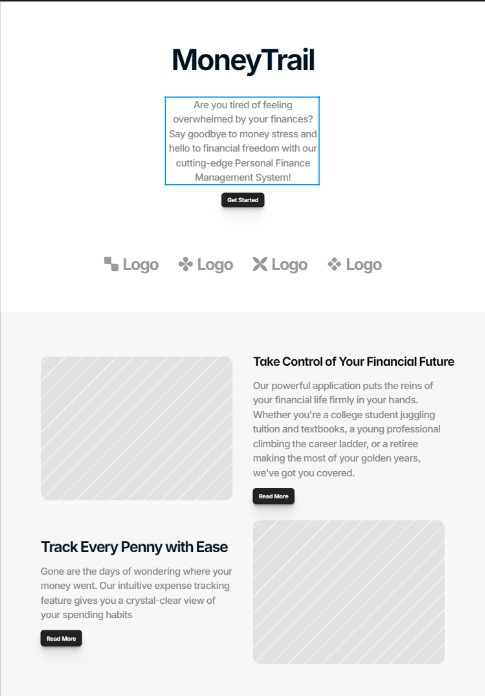 MoneyTrail
Are you tired of feeling
overwhelmed by your finances?
Say goodbye to money stress and
hello to financial freedom with our
cutting-edge Personal Finance
Management System!
Get Started
Logo Logo Logo Logo
Take Control of Your Financial Future
Our powerful application puts the reins of
your financial life firmly in your hands.
Whether you're a college student juggling
tuition and textbooks, a young professional
climbing the career ladder, or a retiree
making the most of your golden years,
we've got you covered.
Read More
Track Every Penny with Ease
Gone are the days of wondering where your
money went. Our intuitive expense tracking
feature gives you a crystal-clear view of
your spending habits
Read More